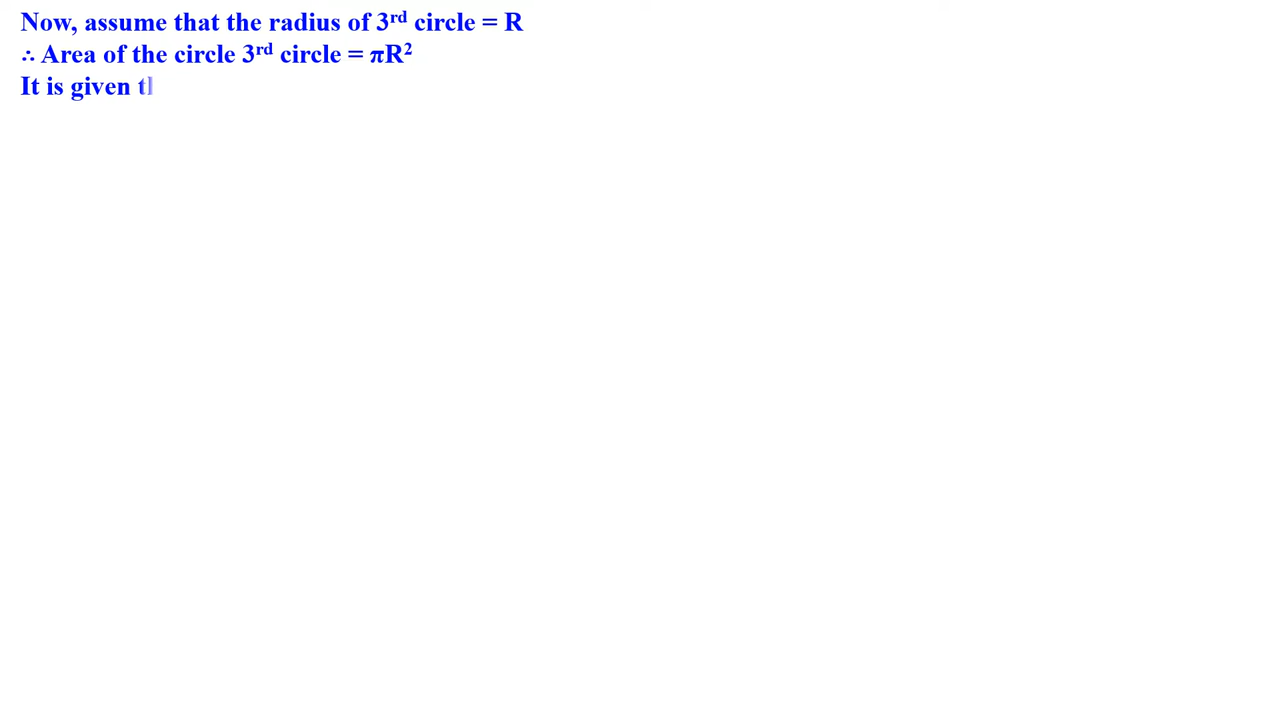 Now, assume that the radius of 3rd circle = R
∴ Area of the circle 3rd circle = πR²
It is given